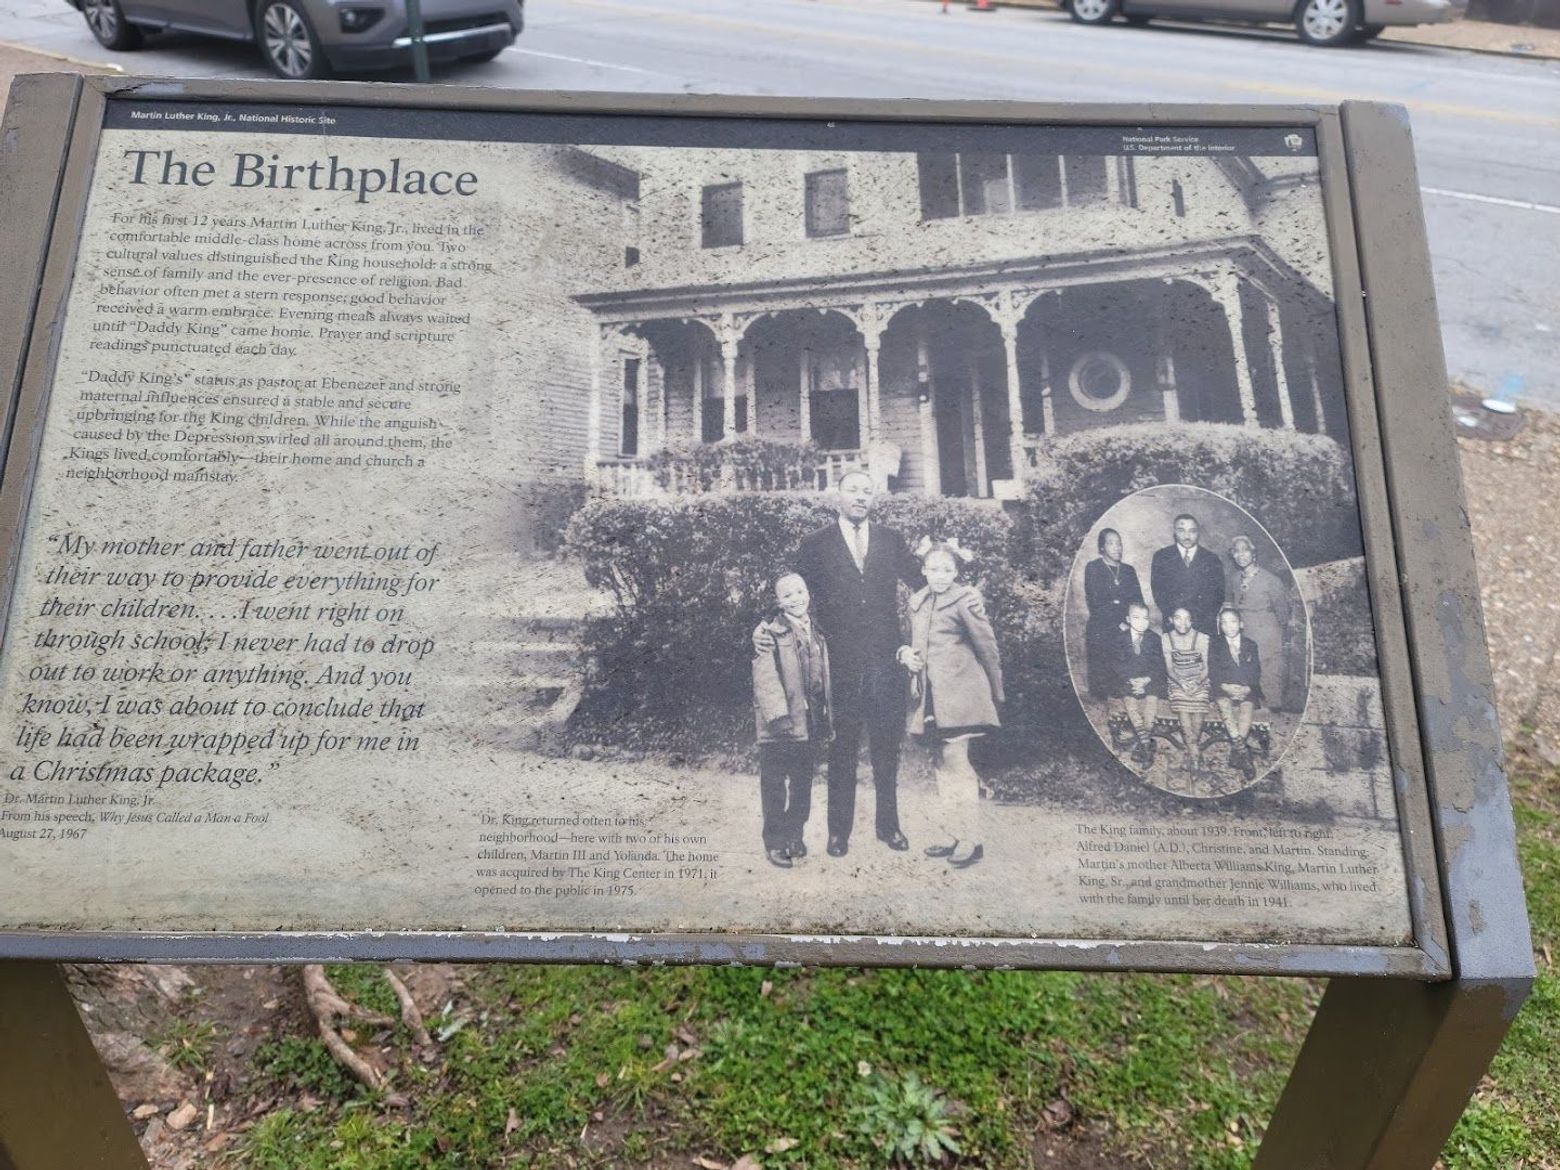 Martin Luther King, Jr., National Historic Site
National Park Service
U.S. Department of the Interior
The Birthplace
For his first 12 years Martin Luther King, Jr., lived in the
comfortable middle-class home across from you. Two
cultural values distinguished the King household: a strong
sense of family and the ever-presence of religion. Bad
behavior often met a stern response; good behavior
received a warm embrace. Evening meals always waited
until "Daddy King" came home. Prayer and scripture
readings punctuated each day.
"Daddy King's" status as pastor at Ebenezer and strong
maternal influences ensured a stable and secure
upbringing for the King children. While the anguish
caused by the Depression swirled all around them, the
Kings lived comfortably—their home and church a
neighborhood mainstay.
"My mother and father went out of
their way to provide everything for
their children. . . .I went right on
through school; I never had to drop
out to work or anything. And you
know, I was about to conclude that
life had been wrapped up for me in
a Christmas package."
Dr. Martin Luther King, Jr.
From his speech, Why Jesus Called a Man a Fool
August 27, 1967
Dr. King returned often to his
neighborhood—here with two of his own
children, Martin III and Yolanda. The home
was acquired by The King Center in 1971; it
opened to the public in 1975.
The King family, about 1939. Front, left to right:
Alfred Daniel (A.D.), Christine, and Martin. Standing:
Martin's mother Alberta Williams King, Martin Luther
King, Sr., and grandmother Jennie Williams, who lived
with the family until her death in 1941.